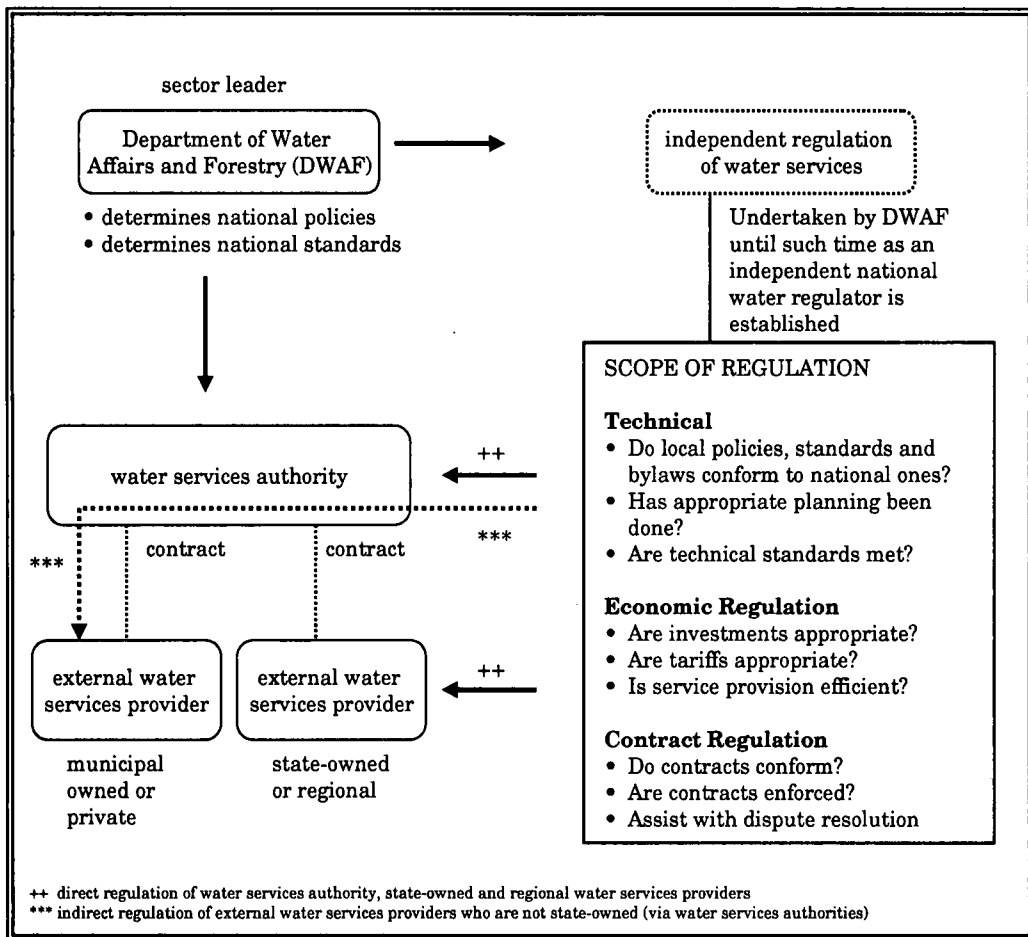 sector leader
Department of Water
Affairs and Forestry (DWAF)
• determines national policies
• determines national standards
independent regulation
of water services
Undertaken by DWAF
until such time as an
independent national
water regulator is
established
SCOPE OF REGULATION
Technical
• Do local policies, standards and
bylaws conform to national ones?
• Has appropriate planning been
done?
• Are technical standards met?
Economic Regulation
• Are investments appropriate?
• Are tariffs appropriate?
• Is service provision efficient?
Contract Regulation
• Do contracts conform?
• Are contracts enforced?
• Assist with dispute resolution
water services authority
++
***
***
contract
contract
external water
services provider
external water
services provider
++
municipal
owned or
private
state-owned
or regional
++ direct regulation of water services authority, state-owned and regional water services providers
*** indirect regulation of external water services providers who are not state-owned (via water services authorities)